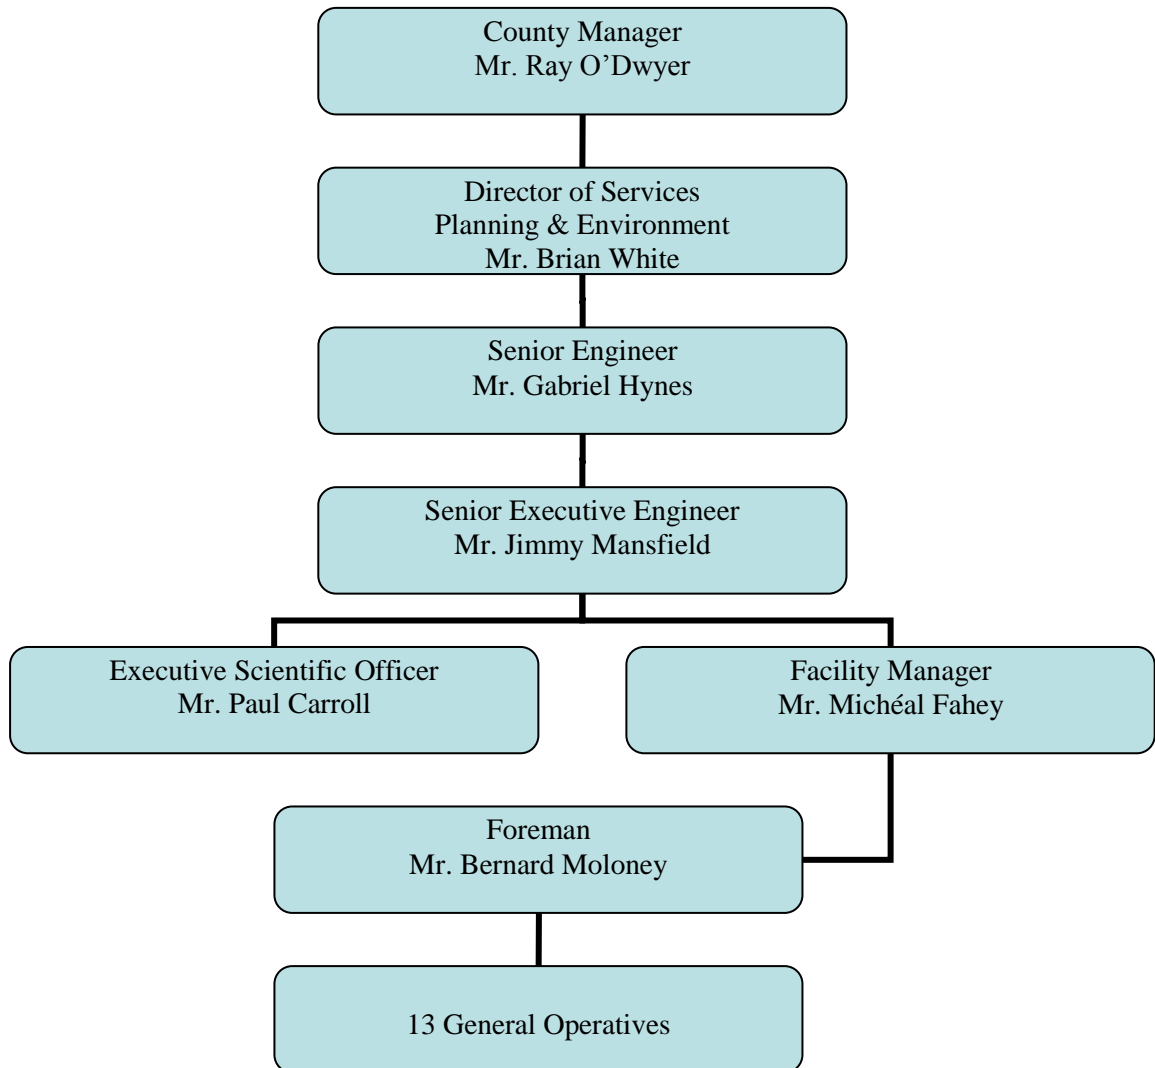 County Manager
Mr. Ray O’Dwyer
Director of Services
Planning & Environment
Mr. Brian White
Senior Engineer
Mr. Gabriel Hynes
Senior Executive Engineer
Mr. Jimmy Mansfield
Executive Scientific Officer
Mr. Paul Carroll
Facility Manager
Mr. Michéal Fahey
Foreman
Mr. Bernard Moloney
13 General Operatives